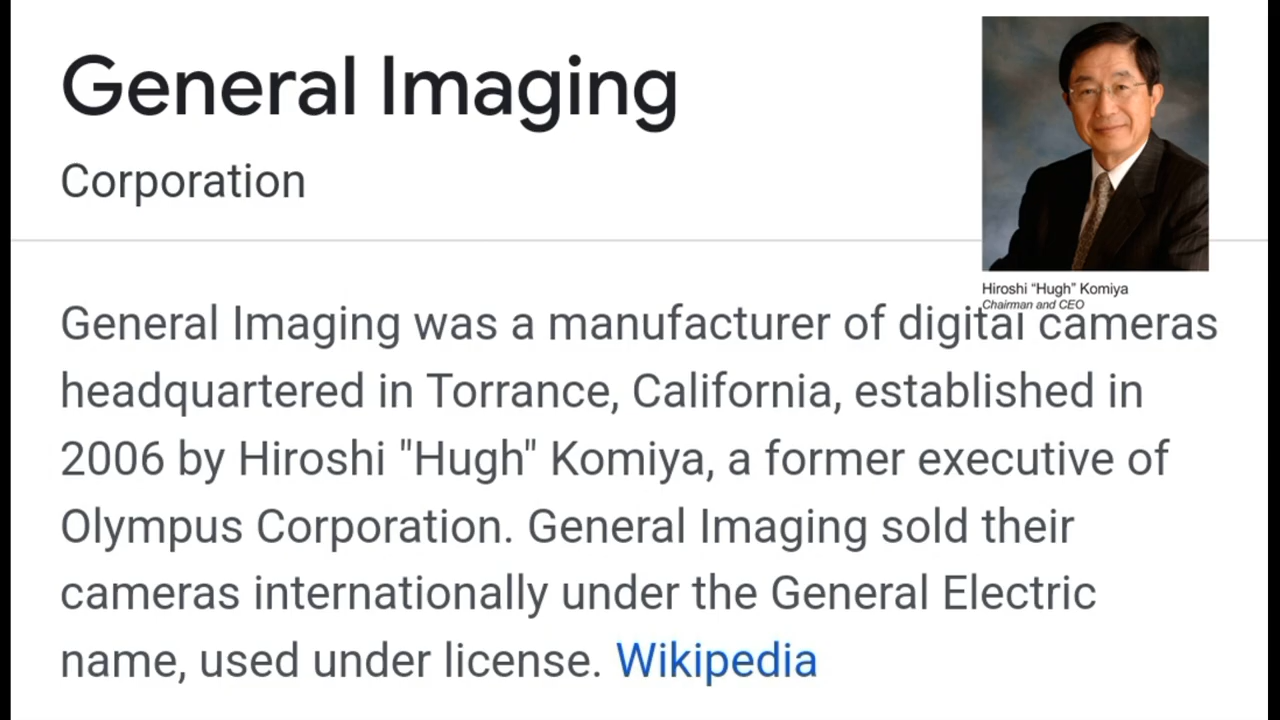 General Imaging
Corporation
Hiroshi “Hugh” Komiya
Chairman and CEO
General Imaging was a manufacturer of digital cameras
headquartered in Torrance, California, established in
2006 by Hiroshi "Hugh" Komiya, a former executive of
Olympus Corporation. General Imaging sold their
cameras internationally under the General Electric
name, used under license. Wikipedia